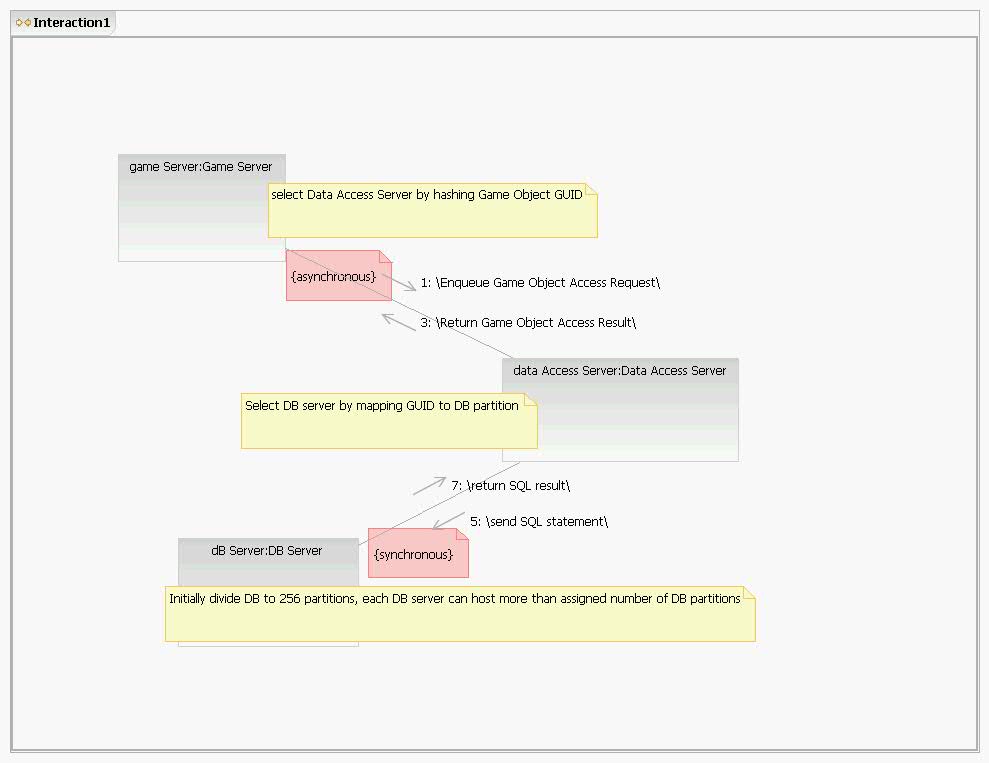 Interaction1
game Server:Game Server
select Data Access Server by hashing Game Object GUID
{asynchronous}
1: \Enqueue Game Object Access Request\
3: \Return Game Object Access Result\
data Access Server:Data Access Server
Select DB server by mapping GUID to DB partition
7: \return SQL result\
5: \send SQL statement\
dB Server:DB Server
{synchronous}
Initially divide DB to 256 partitions, each DB server can host more than assigned number of DB partitions